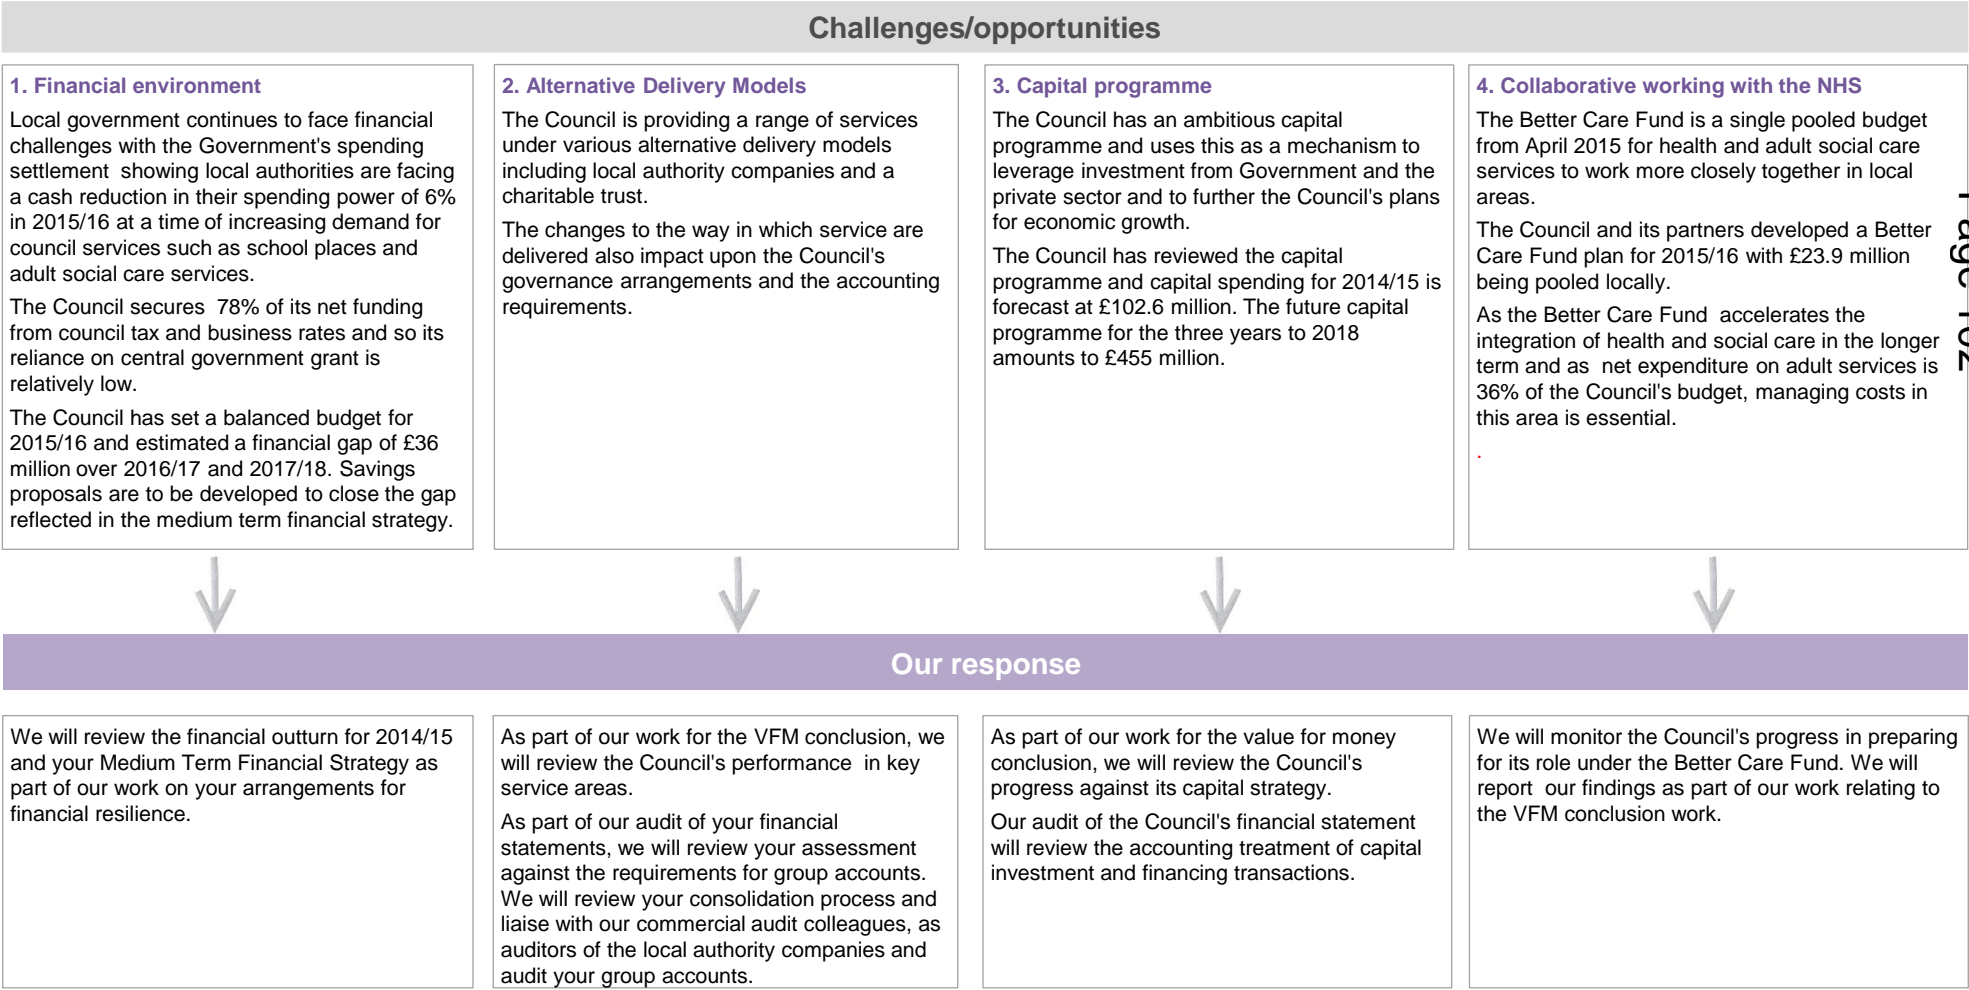 Challenges/opportunities
1. Financial environment
Local government continues to face financial
challenges with the Government's spending
settlement showing local authorities are facing
a cash reduction in their spending power of 6%
in 2015/16 at a time of increasing demand for
council services such as school places and
adult social care services.
The Council secures 78% of its net funding
from council tax and business rates and so its
reliance on central government grant is
relatively low.
The Council has set a balanced budget for
2015/16 and estimated a financial gap of £36
million over 2016/17 and 2017/18. Savings
proposals are to be developed to close the gap
reflected in the medium term financial strategy.
2. Alternative Delivery Models
The Council is providing a range of services
under various alternative delivery models
including local authority companies and a
charitable trust.
The changes to the way in which service are
delivered also impact upon the Council's
governance arrangements and the accounting
requirements.
3. Capital programme
The Council has an ambitious capital
programme and uses this as a mechanism to
leverage investment from Government and the
private sector and to further the Council's plans
for economic growth.
The Council has reviewed the capital
programme and capital spending for 2014/15 is
forecast at £102.6 million. The future capital
programme for the three years to 2018
amounts to £455 million.
4. Collaborative working with the NHS
The Better Care Fund is a single pooled budget
from April 2015 for health and adult social care
services to work more closely together in local
areas.
The Council and its partners developed a Better
Care Fund plan for 2015/16 with £23.9 million
being pooled locally.
As the Better Care Fund accelerates the
integration of health and social care in the longer
term and as net expenditure on adult services is
36% of the Council's budget, managing costs in
this area is essential.
.
Page 102
Our response
We will review the financial outturn for 2014/15
and your Medium Term Financial Strategy as
part of our work on your arrangements for
financial resilience.
As part of our work for the VFM conclusion, we
will review the Council's performance in key
service areas.
As part of our audit of your financial
statements, we will review your assessment
against the requirements for group accounts.
We will review your consolidation process and
liaise with our commercial audit colleagues, as
auditors of the local authority companies and
audit your group accounts.
As part of our work for the value for money
conclusion, we will review the Council's
progress against its capital strategy.
Our audit of the Council's financial statement
will review the accounting treatment of capital
investment and financing transactions.
We will monitor the Council's progress in preparing
for its role under the Better Care Fund. We will
report our findings as part of our work relating to
the VFM conclusion work.